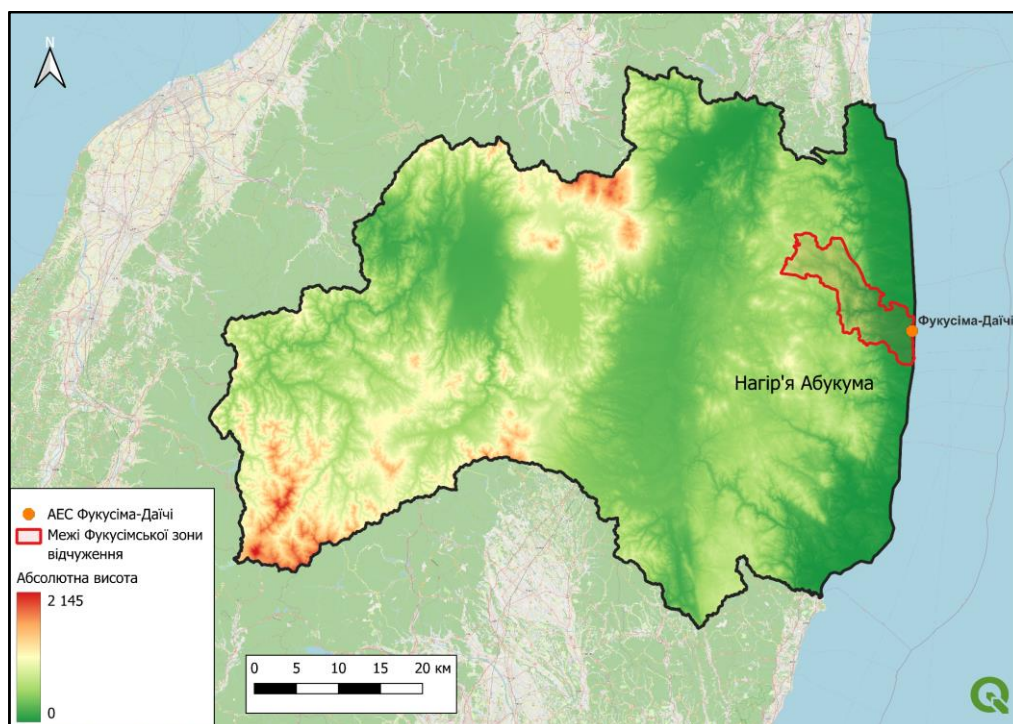 N
Фукусіма-Даїчі
Нагір'я Абукума
АЕС Фукусіма-Даїчі
Межі Фукусімської зони
відчуження
Абсолютна висота
2 145
0
0 5 10 15 20 км